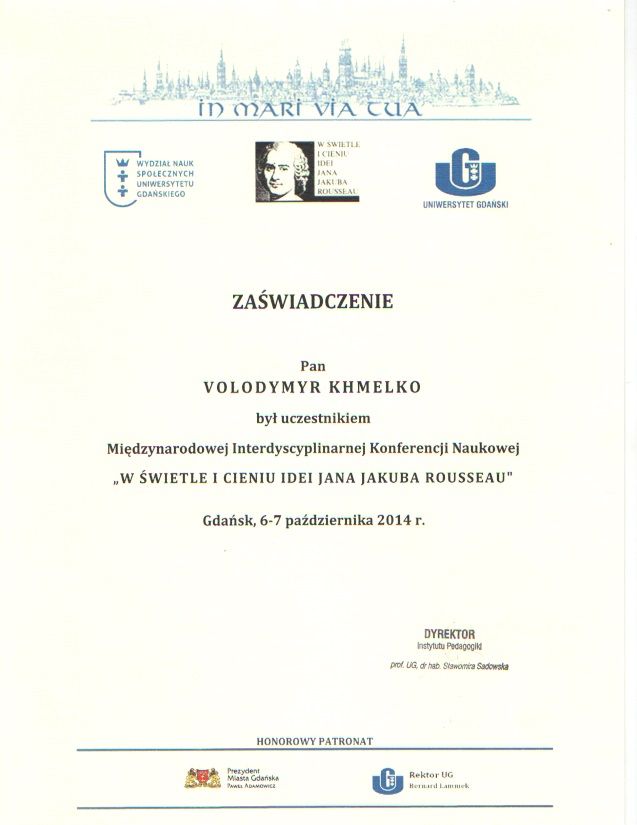 in mari via tua
WYDZIAŁ NAUK
SPOŁECZNYCH
UNIWERSYTETU
GDAŃSKIEGO
W ŚWIETLE
I CIENIU
IDEI
JANA
JAKUBA
ROUSSEAU
UNIWERSYTET GDAŃSKI
ZAŚWIADCZENIE
Pan
VOLODYMYR KHMELKO
był uczestnikiem
Międzynarodowej Interdyscyplinarnej Konferencji Naukowej
„W ŚWIETLE I CIENIU IDEI JANA JAKUBA ROUSSEAU"
Gdańsk, 6-7 października 2014 r.
DYREKTOR
Instytutu Pedagogiki
prof. UG, dr hab. Sławomira Sadowska
HONOROWY PATRONAT
Prezydent
Miasta Gdańska
PAWEŁ ADAMOWICZ
Rektor UG
Bernard Lammek